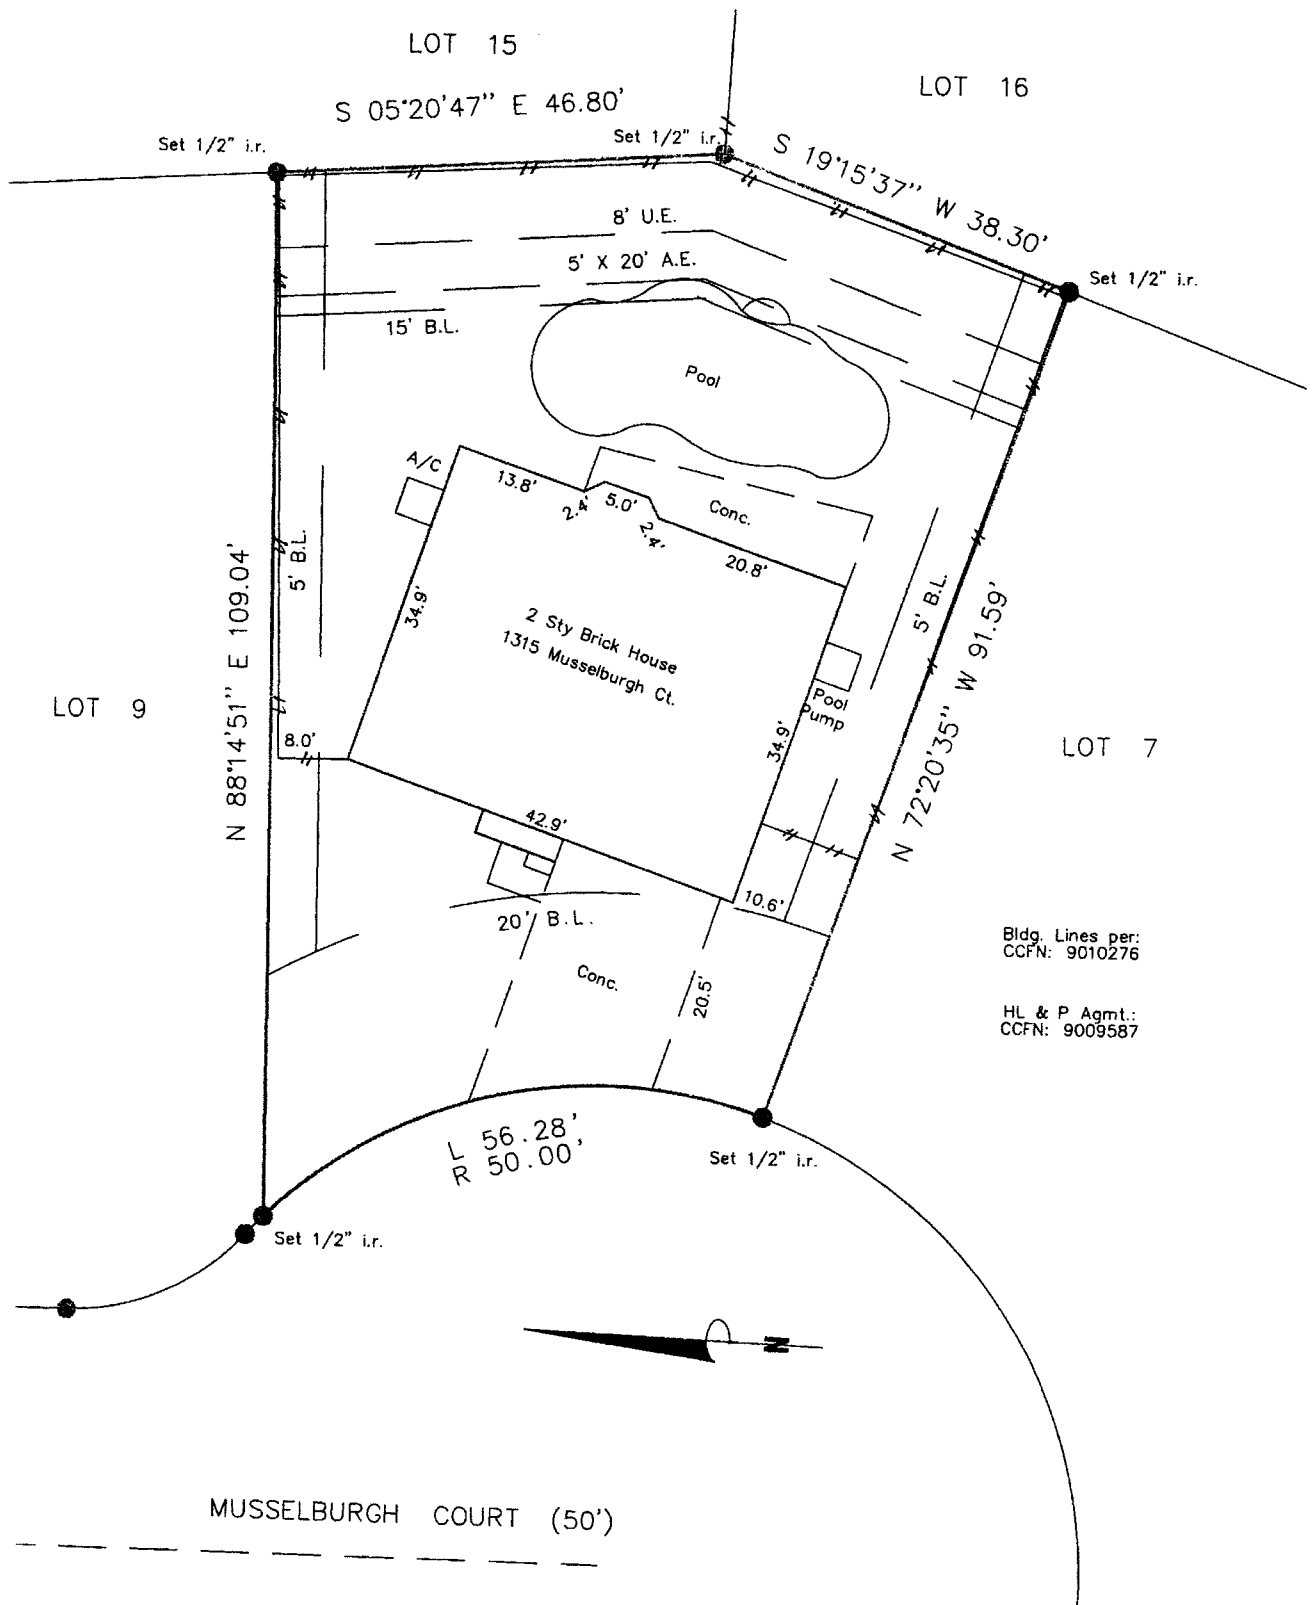 LOT 15
LOT 16
S 05°20'47" E 46.80'
Set 1/2" i.r.
Set 1/2" i.r.
S 19°15'37" W 38.30'
8' U.E.
5' X 20' A.E.
Set 1/2" i.r.
15' B.L.
Pool
A/C
13.8'
2.4'
5.0'
2.4'
Conc.
20.8'
5' B.L.
34.9'
N 88°14'51" E 109.04'
2 Sty Brick House
1315 Musselburgh Ct.
5' B.L.
N 72°20'35" W 91.59'
Pool
Pump
LOT 9
8.0'
34.9'
LOT 7
42.9'
10.6'
20' B.L.
Conc.
20.5'
Bldg. Lines per:
CCFN: 9010276
HL & P Agmt.:
CCFN: 9009587
L 56.28'
R 50.00'
Set 1/2" i.r.
Set 1/2" i.r.
N
MUSSELBURGH COURT (50')